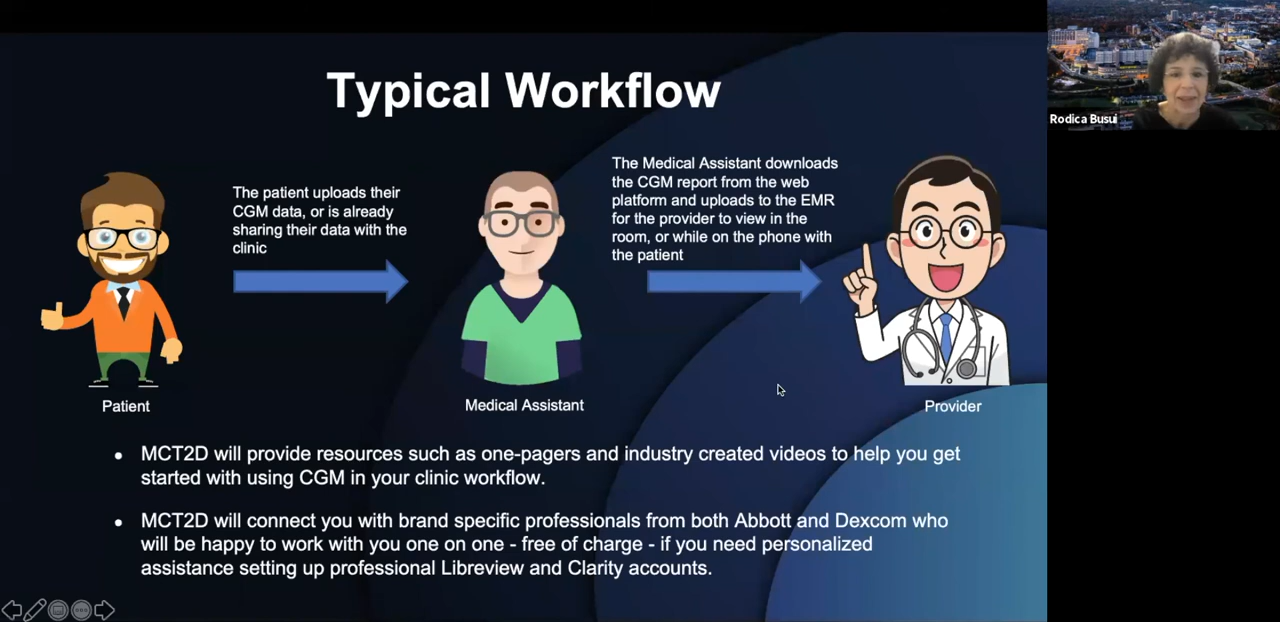 Typical Workflow
Rodica Busui
The patient uploads their
CGM data, or is already
sharing their data with the
clinic
The Medical Assistant downloads
the CGM report from the web
platform and uploads to the EMR
for the provider to view in the
room, or while on the phone with
the patient
Patient
Medical Assistant
Provider
• MCT2D will provide resources such as one-pagers and industry created videos to help you get
started with using CGM in your clinic workflow.
• MCT2D will connect you with brand specific professionals from both Abbott and Dexcom who
will be happy to work with you one on one - free of charge - if you need personalized
assistance setting up professional Libreview and Clarity accounts.